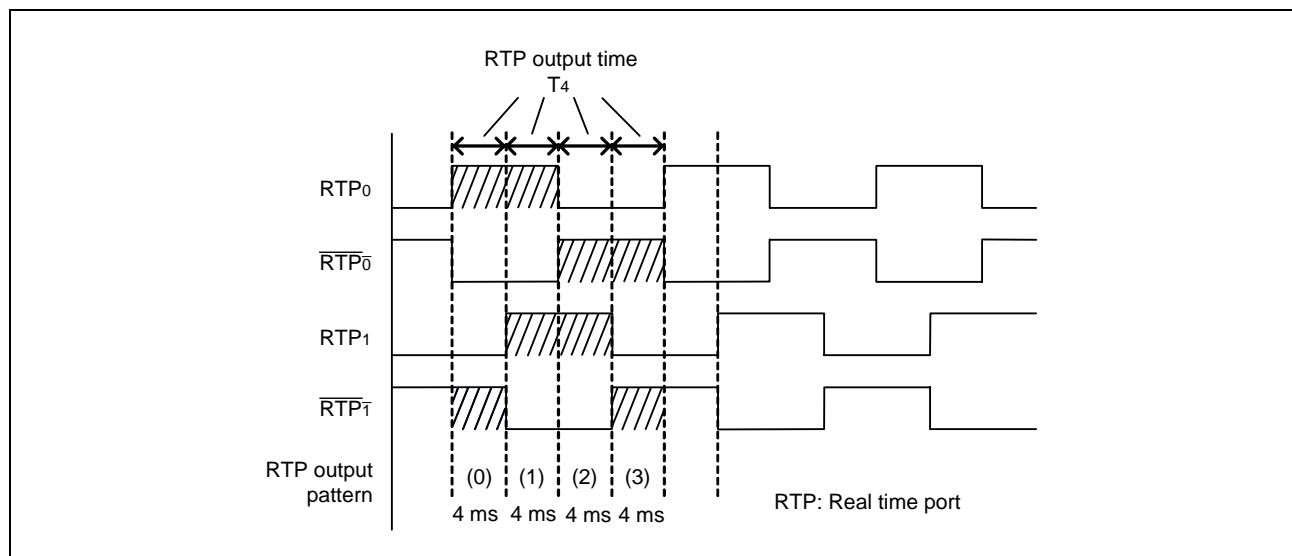 RTP output time
T4
RTP0
RTP0
RTP1
RTP1
RTP output
pattern
(0) (1) (2) (3)
4 ms 4 ms 4 ms 4 ms
RTP: Real time port